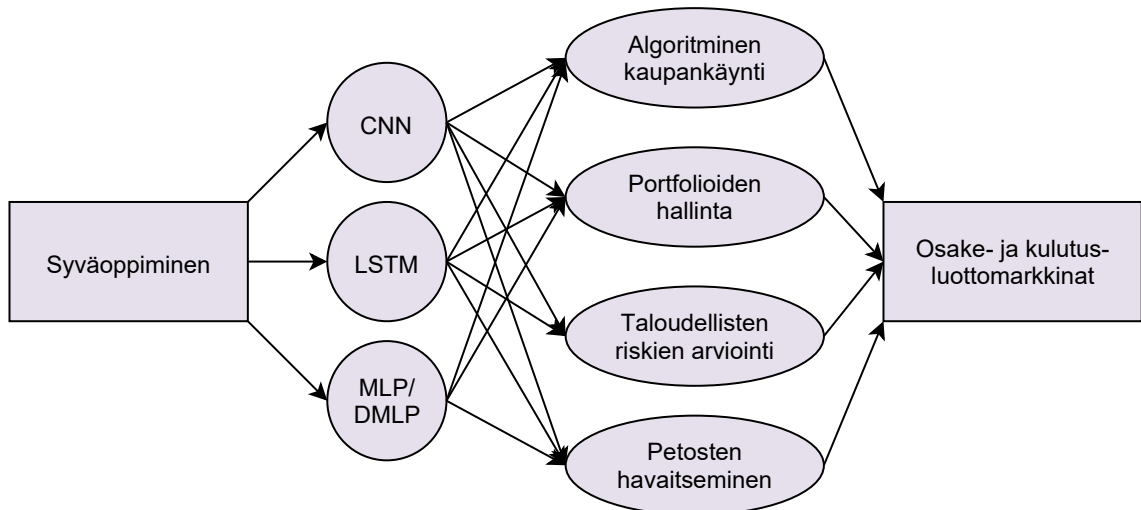 Syväoppiminen
CNN
LSTM
MLP/
DMLP
Algoritminen
kaupankäynti
Portfolioiden
hallinta
Taloudellisten
riskien arviointi
Petosten
havaitseminen
Osake- ja kulutus-
luottomarkkinat